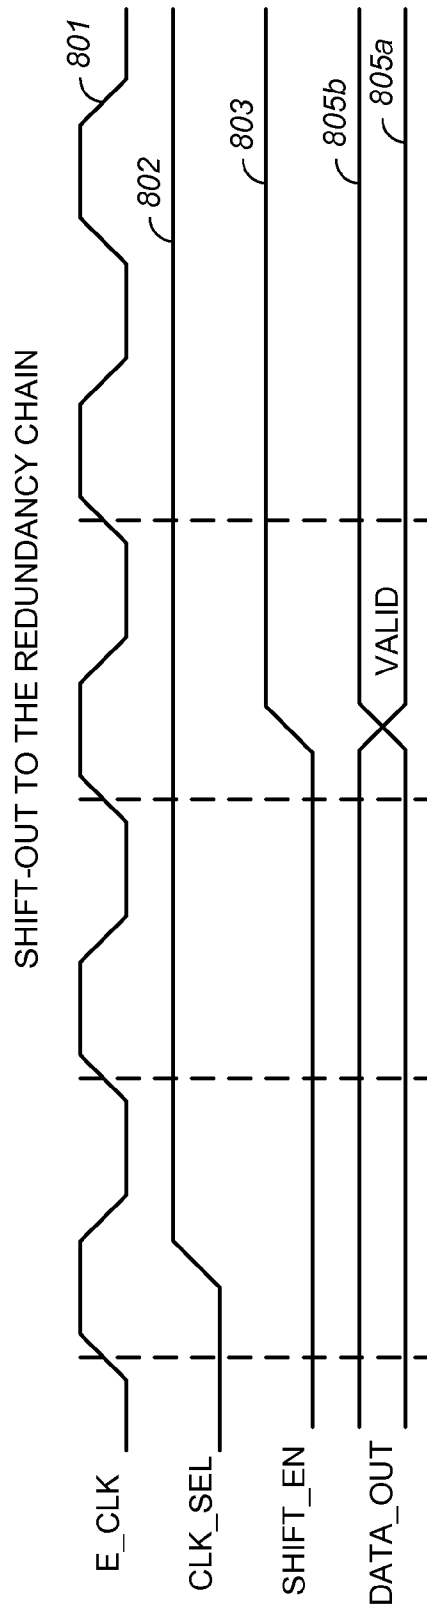 SHIFT-OUT TO THE REDUNDANCY CHAIN
E_CLK
801
CLK_SEL
802
SHIFT_EN
803
DATA_OUT
VALID
805b
805a